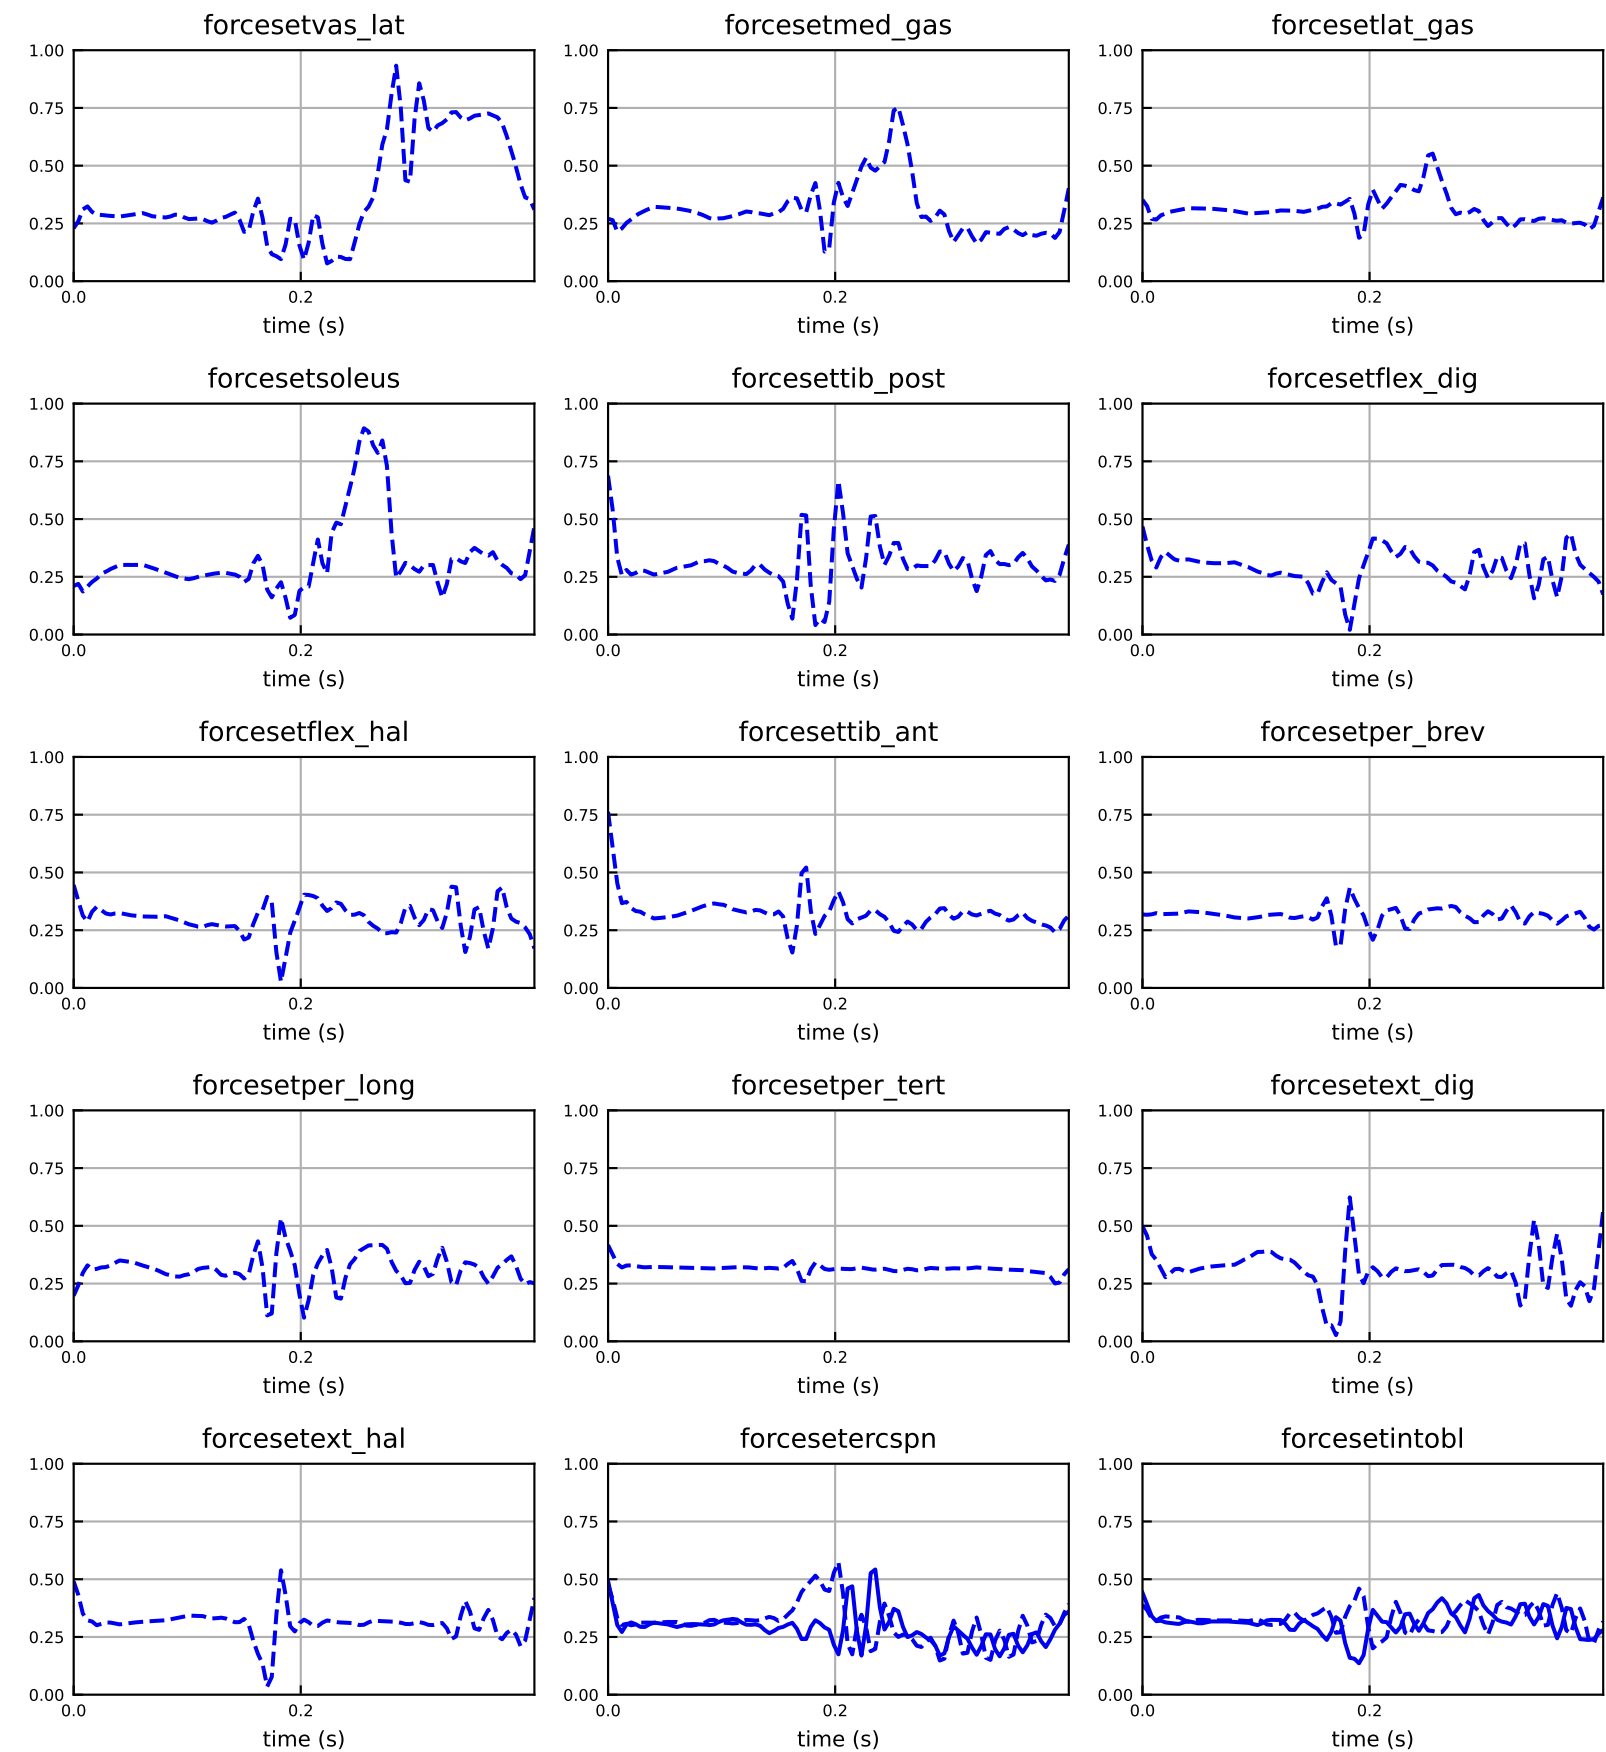 forcesetvas_lat forcesetmed_gas forcesetlat_gas
1.00 1.00 1.00
0.75 0.75 0.75
0.50 0.50 0.50
0.25 0.25 0.25
0.00 0.00 0.00
0.0 0.2 0.0 0.2 0.0 0.2
time (s) time (s) time (s)
forcesetsoleus forcesettib_post forcesetflex_dig
1.00 1.00 1.00
0.75 0.75 0.75
0.50 0.50 0.50
0.25 0.25 0.25
0.00 0.00 0.00
0.0 0.2 0.0 0.2 0.0 0.2
time (s) time (s) time (s)
forcesetflex_hal forcesettib_ant forcesetper_brev
1.00 1.00 1.00
0.75 0.75 0.75
0.50 0.50 0.50
0.25 0.25 0.25
0.00 0.00 0.00
0.0 0.2 0.0 0.2 0.0 0.2
time (s) time (s) time (s)
forcesetper_long forcesetper_tert forcesetext_dig
1.00 1.00 1.00
0.75 0.75 0.75
0.50 0.50 0.50
0.25 0.25 0.25
0.00 0.00 0.00
0.0 0.2 0.0 0.2 0.0 0.2
time (s) time (s) time (s)
forcesetext_hal forcesetercspn forcesetintobl
1.00 1.00 1.00
0.75 0.75 0.75
0.50 0.50 0.50
0.25 0.25 0.25
0.00 0.00 0.00
0.0 0.2 0.0 0.2 0.0 0.2
time (s) time (s) time (s)